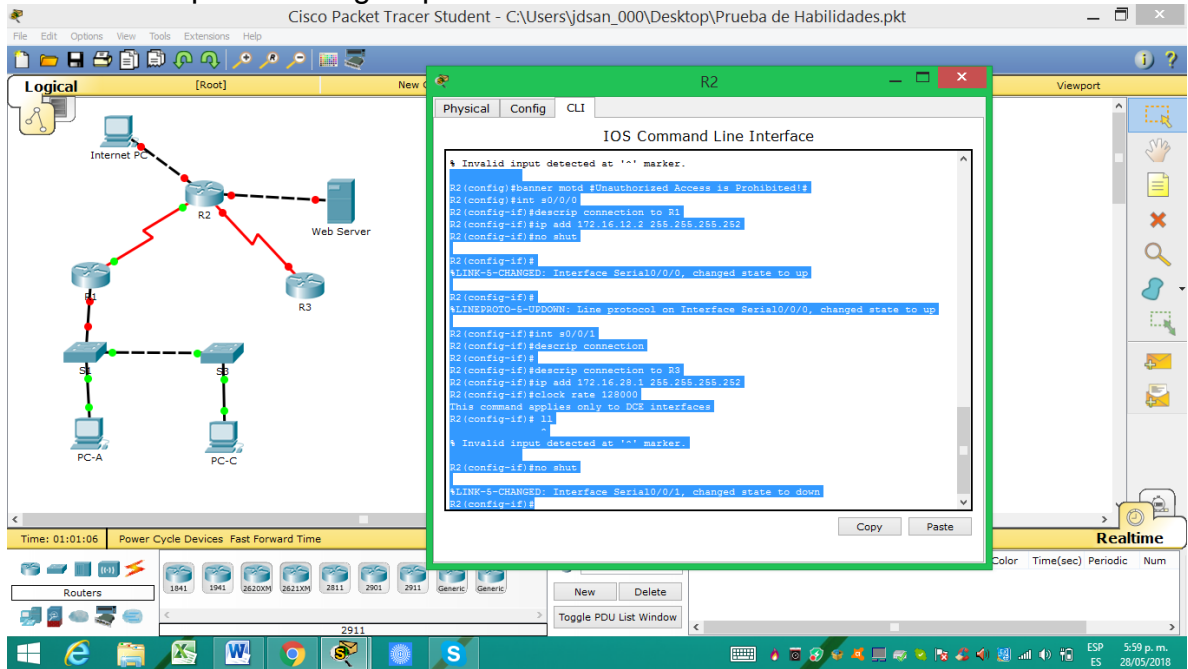 Cisco Packet Tracer Student - C:\Users\jdsan_000\Desktop\Prueba de Habilidades.pkt
File Edit Options View Tools Extensions Help
Logical
[Root]
Viewport
Internet PC
R2
Web Server
R3
S1
PC-A
PC-C
R2
Physical Config CLI
IOS Command Line Interface
% Invalid input detected at '^' marker.
R2(config)#banner motd #Unauthorized Access is Prohibited!#
R2(config)#int s0/0/0
R2(config-if)#descrip connection to R1
R2(config-if)#ip add 172.16.12.2 255.255.255.252
R2(config-if)#no shut
R2(config-if)#
%LINK-5-CHANGED: Interface Serial0/0/0, changed state to up
R2(config-if)#
%LINEPROTO-5-UPDOWN: Line protocol on Interface Serial0/0/0, changed state to up
R2(config-if)#int s0/0/1
R2(config-if)#descrip connection
R2(config-if)#
R2(config-if)#descrip connection to R3
R2(config-if)#ip add 172.16.28.1 255.255.255.252
R2(config-if)#clock rate 128000
This command applies only to DCE interfaces
R2(config-if)# ll
^
% Invalid input detected at '^' marker.
R2(config-if)#no shut
%LINK-5-CHANGED: Interface Serial0/0/1, changed state to down
R2(config-if)#
Copy Paste
Time: 01:01:06 Power Cycle Devices Fast Forward Time
Realtime
Routers
1841 1941 2620XM 2621XM 2811 2901 2911 Generic Generic
2911
New Delete
Toggle PDU List Window
Color Time(sec) Periodic Num
ESP
ES
5:59 p. m.
28/05/2018